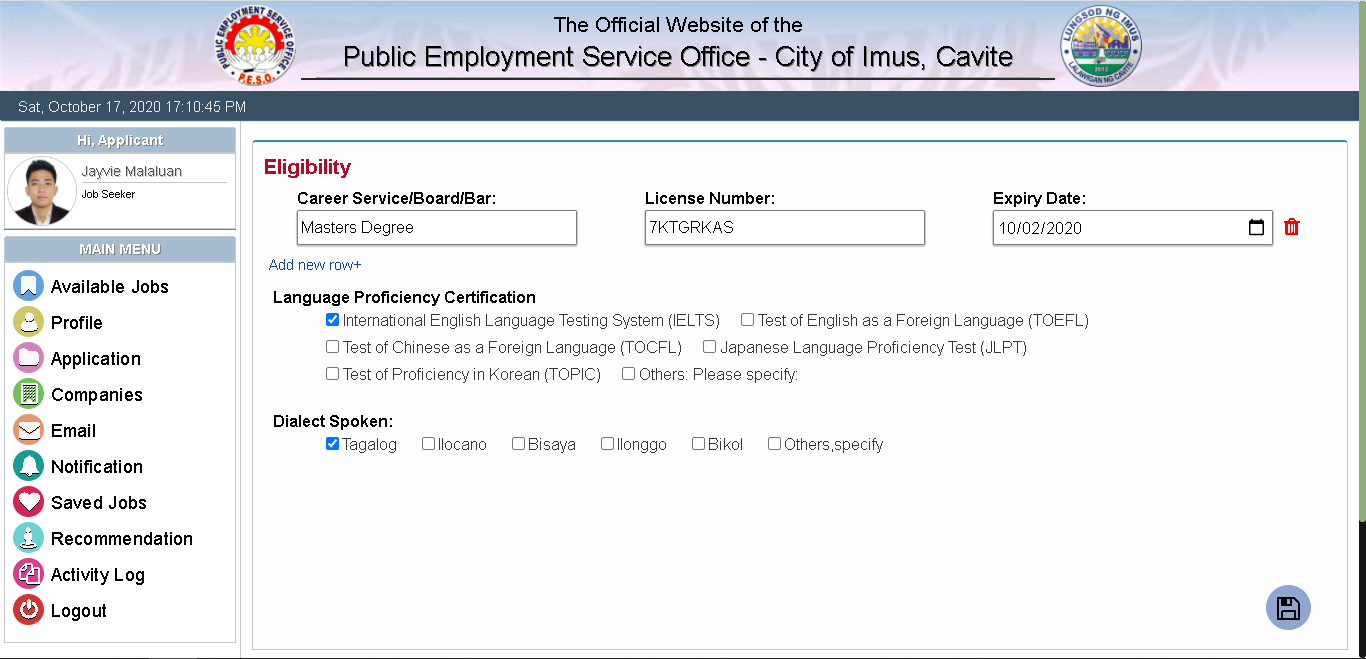 PUBLIC EMPLOYMENT SERVICE OFFICE
P.E.S.O.
The Official Website of the
Public Employment Service Office - City of Imus, Cavite
LUNGSOD NG IMUS
2012
LALAWIGAN NG CAVITE
Sat, October 17, 2020 17:10:45 PM
Hi, Applicant
Jayvie Malaluan
Job Seeker
MAIN MENU
Available Jobs
Profile
Application
Companies
Email
Notification
Saved Jobs
Recommendation
Activity Log
Logout
Eligibility
Career Service/Board/Bar: License Number: Expiry Date:
Masters Degree 7KTGRKAS 10/02/2020
Add new row+
Language Proficiency Certification
International English Language Testing System (IELTS) Test of English as a Foreign Language (TOEFL)
Test of Chinese as a Foreign Language (TOCFL) Japanese Language Proficiency Test (JLPT)
Test of Proficiency in Korean (TOPIC) Others: Please specify:
Dialect Spoken:
Tagalog Ilocano Bisaya Ilonggo Bikol Others,specify